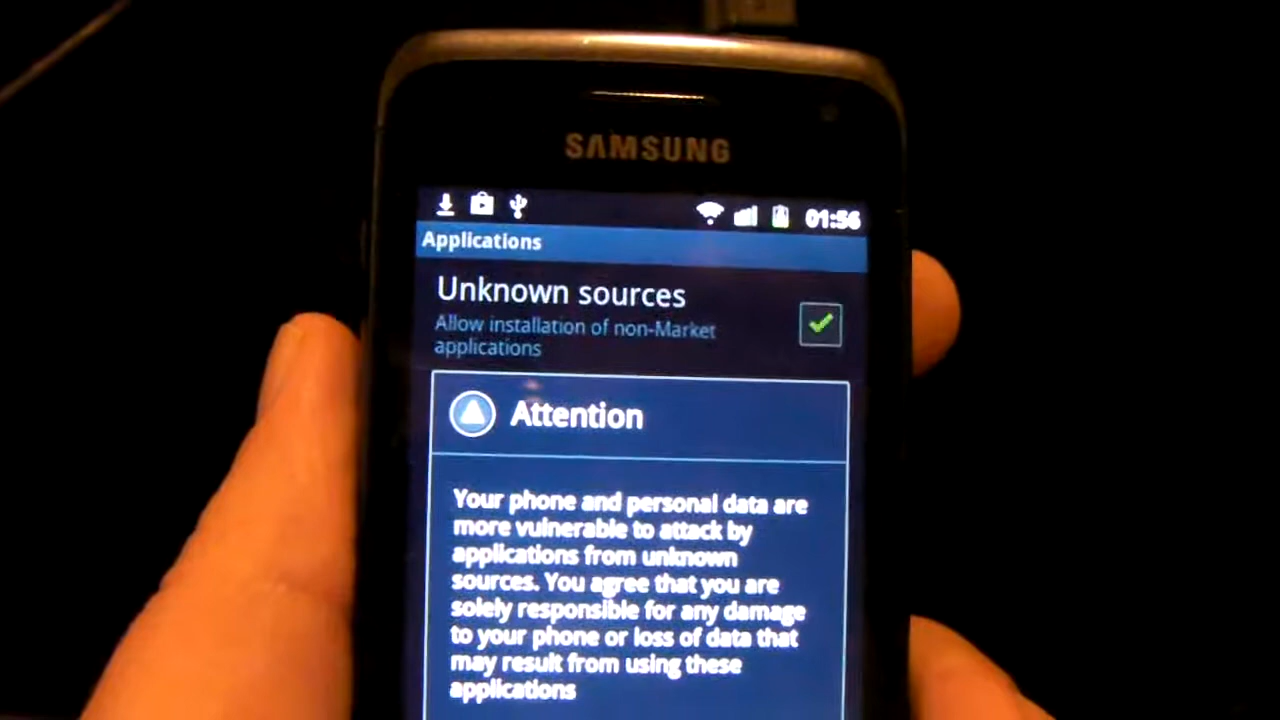 SAMSUNG
01:56
Applications
Unknown sources
Allow installation of non-Market
applications
Attention
Your phone and personal data are
more vulnerable to attack by
applications from unknown
sources. You agree that you are
solely responsible for any damage
to your phone or loss of data that
may result from using these
applications